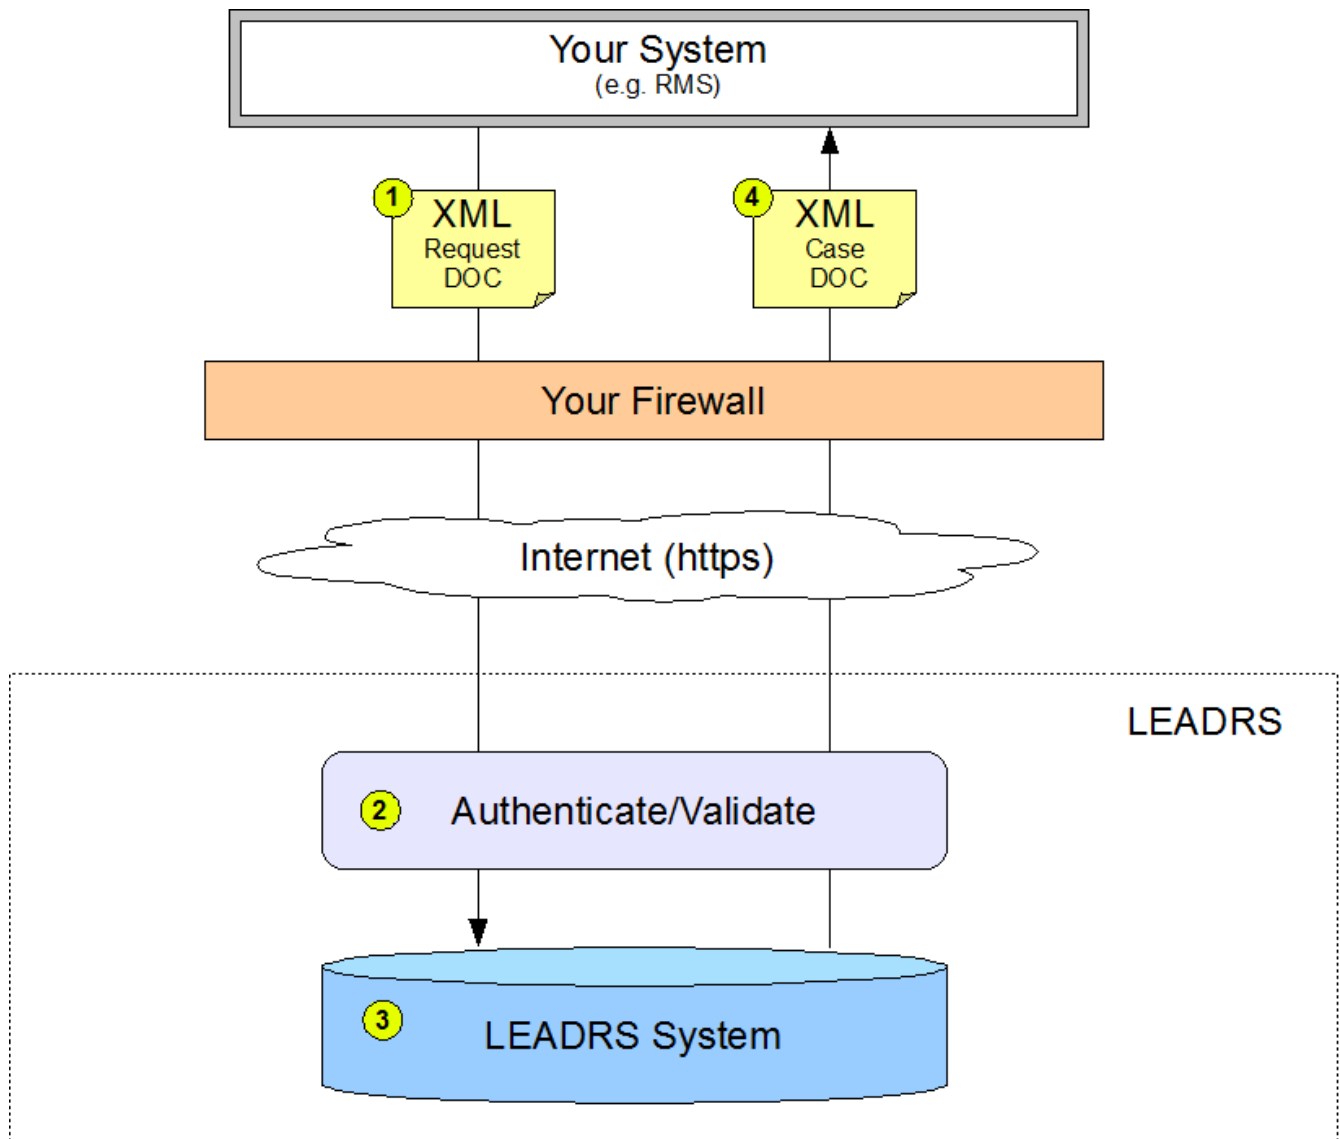 Your System
(e.g. RMS)
1
XML
Request
DOC
4
XML
Case
DOC
Your Firewall
Internet (https)
LEADRS
2
Authenticate/Validate
3
LEADRS System